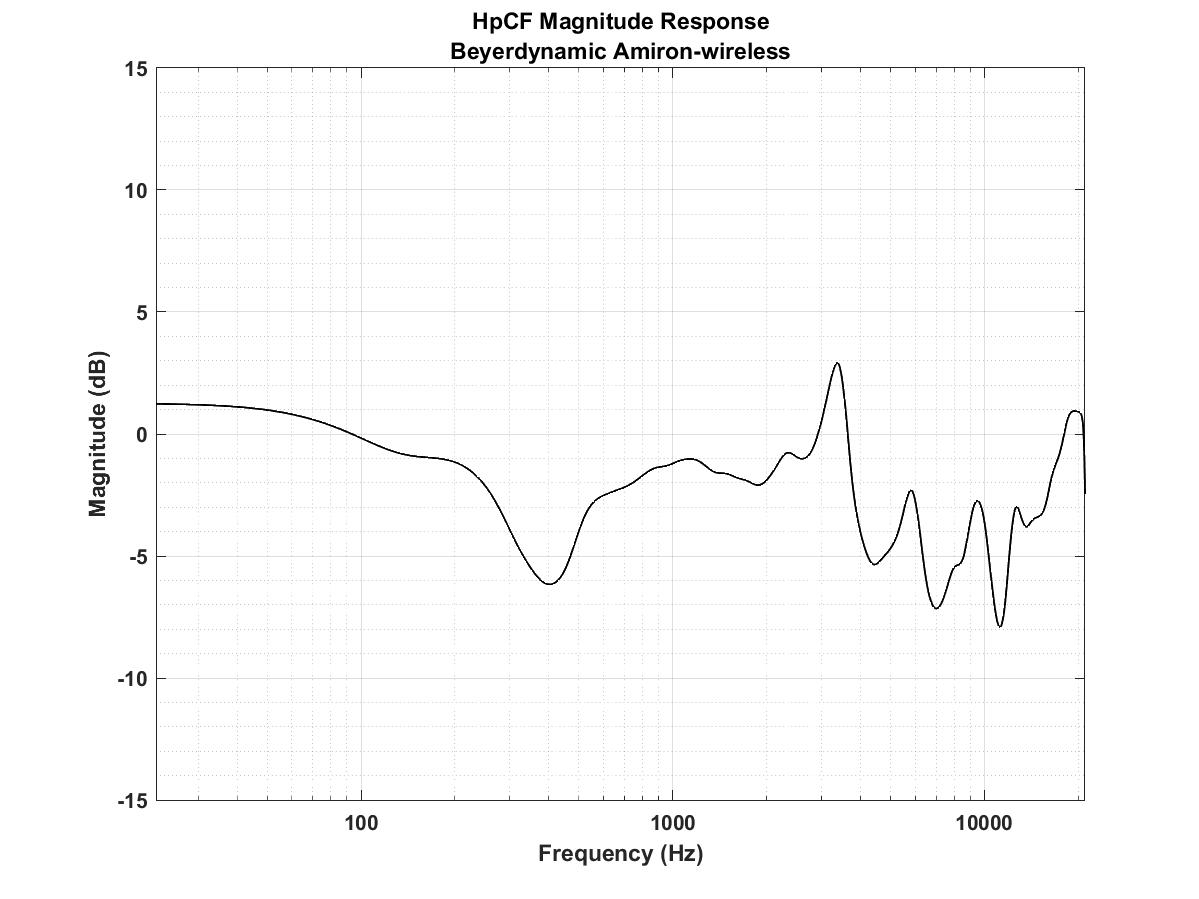 HpCF Magnitude Response
Beyerdynamic Amiron-wireless
15
10
5
0
-5
-10
-15
Magnitude (dB)
100
1000
10000
Frequency (Hz)